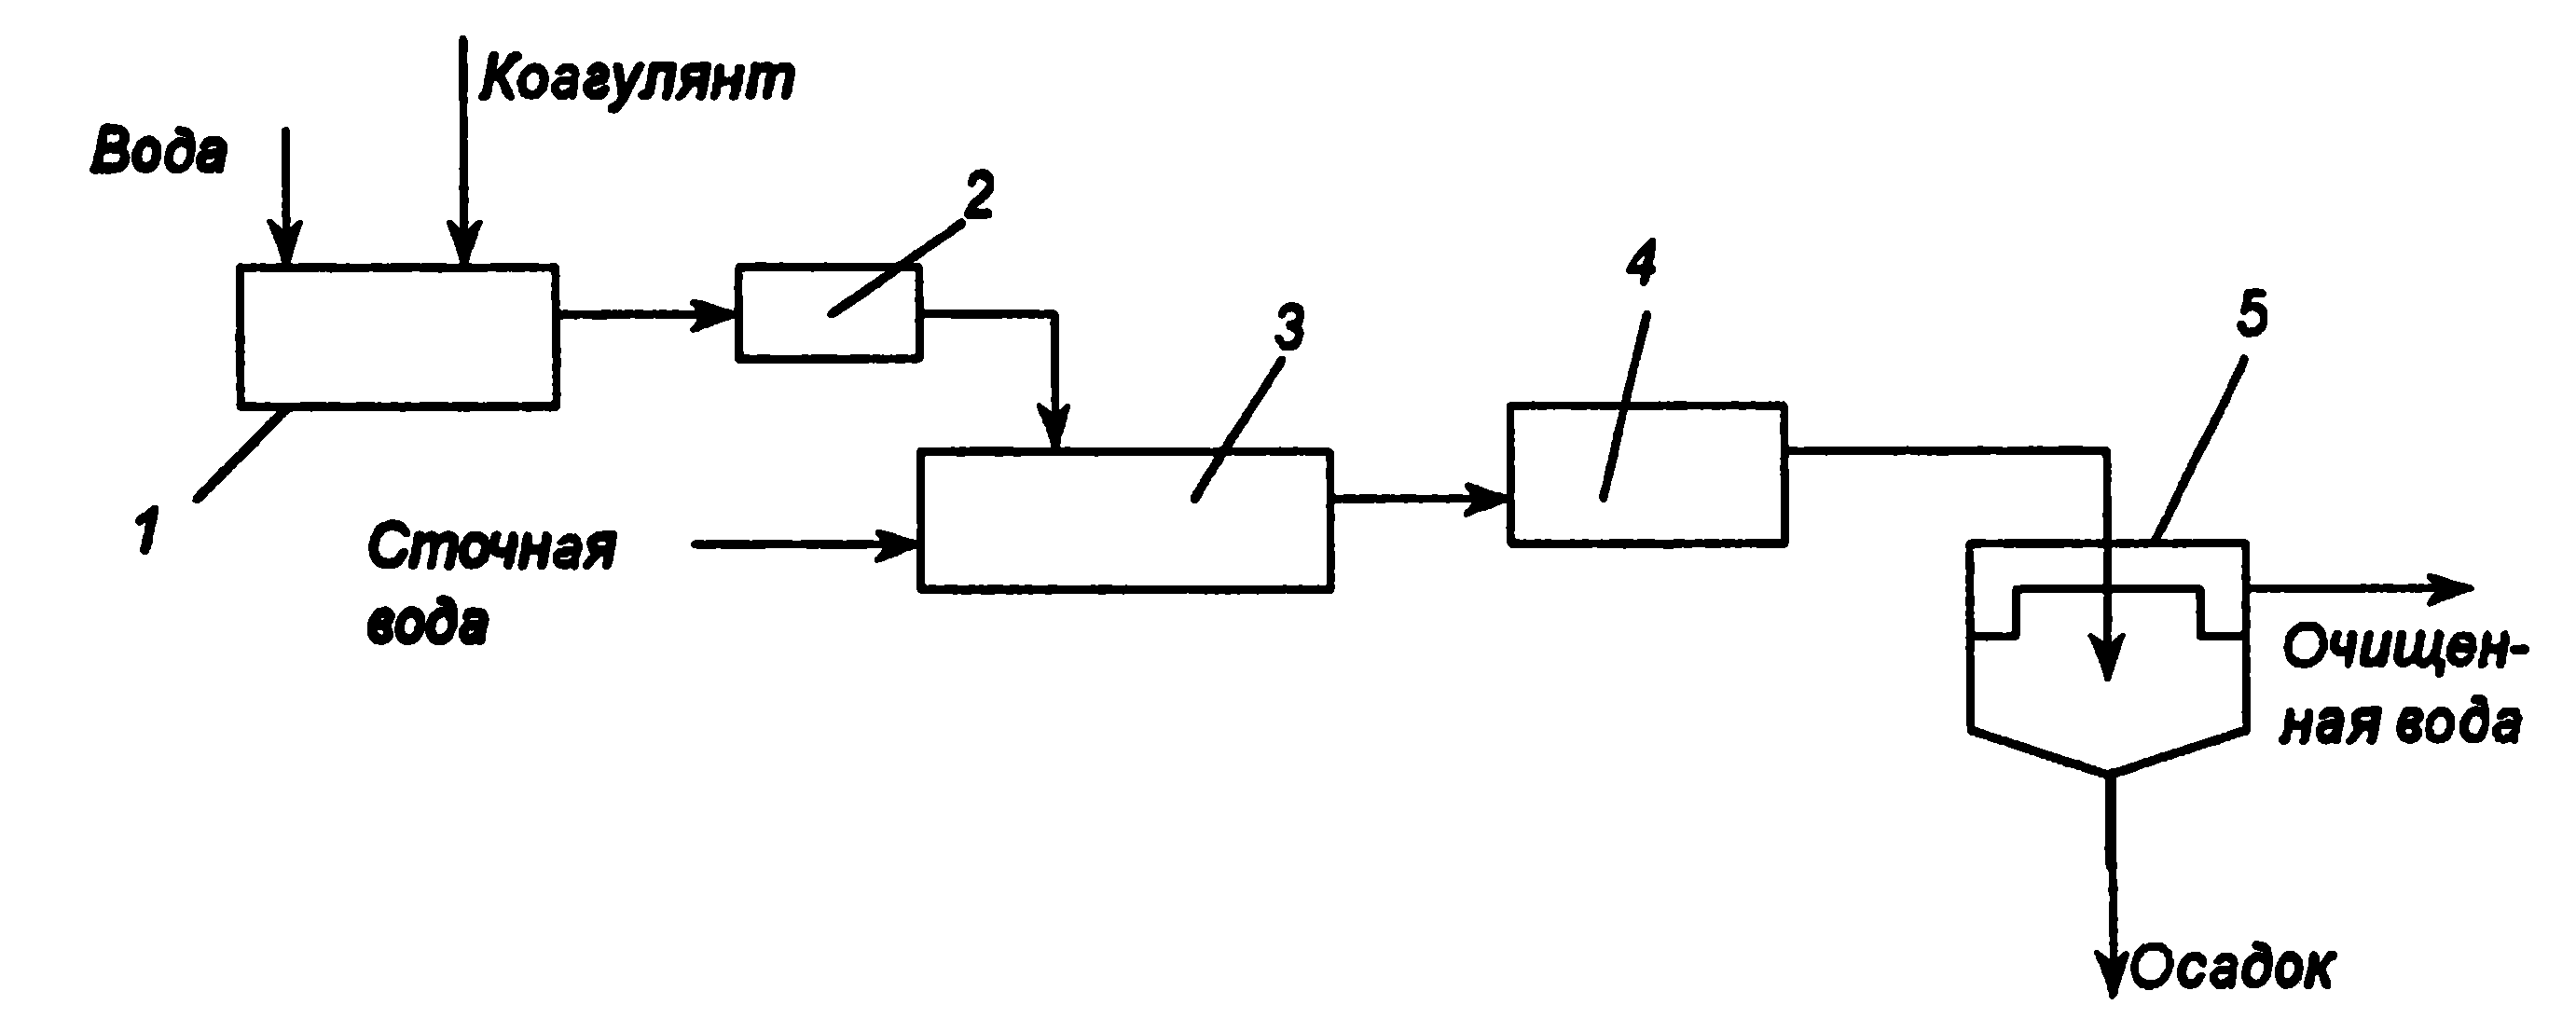 Коагулянт
Вода
2
4
3
5
1
Сточная
вода
Очищен-
ная вода
Осадок